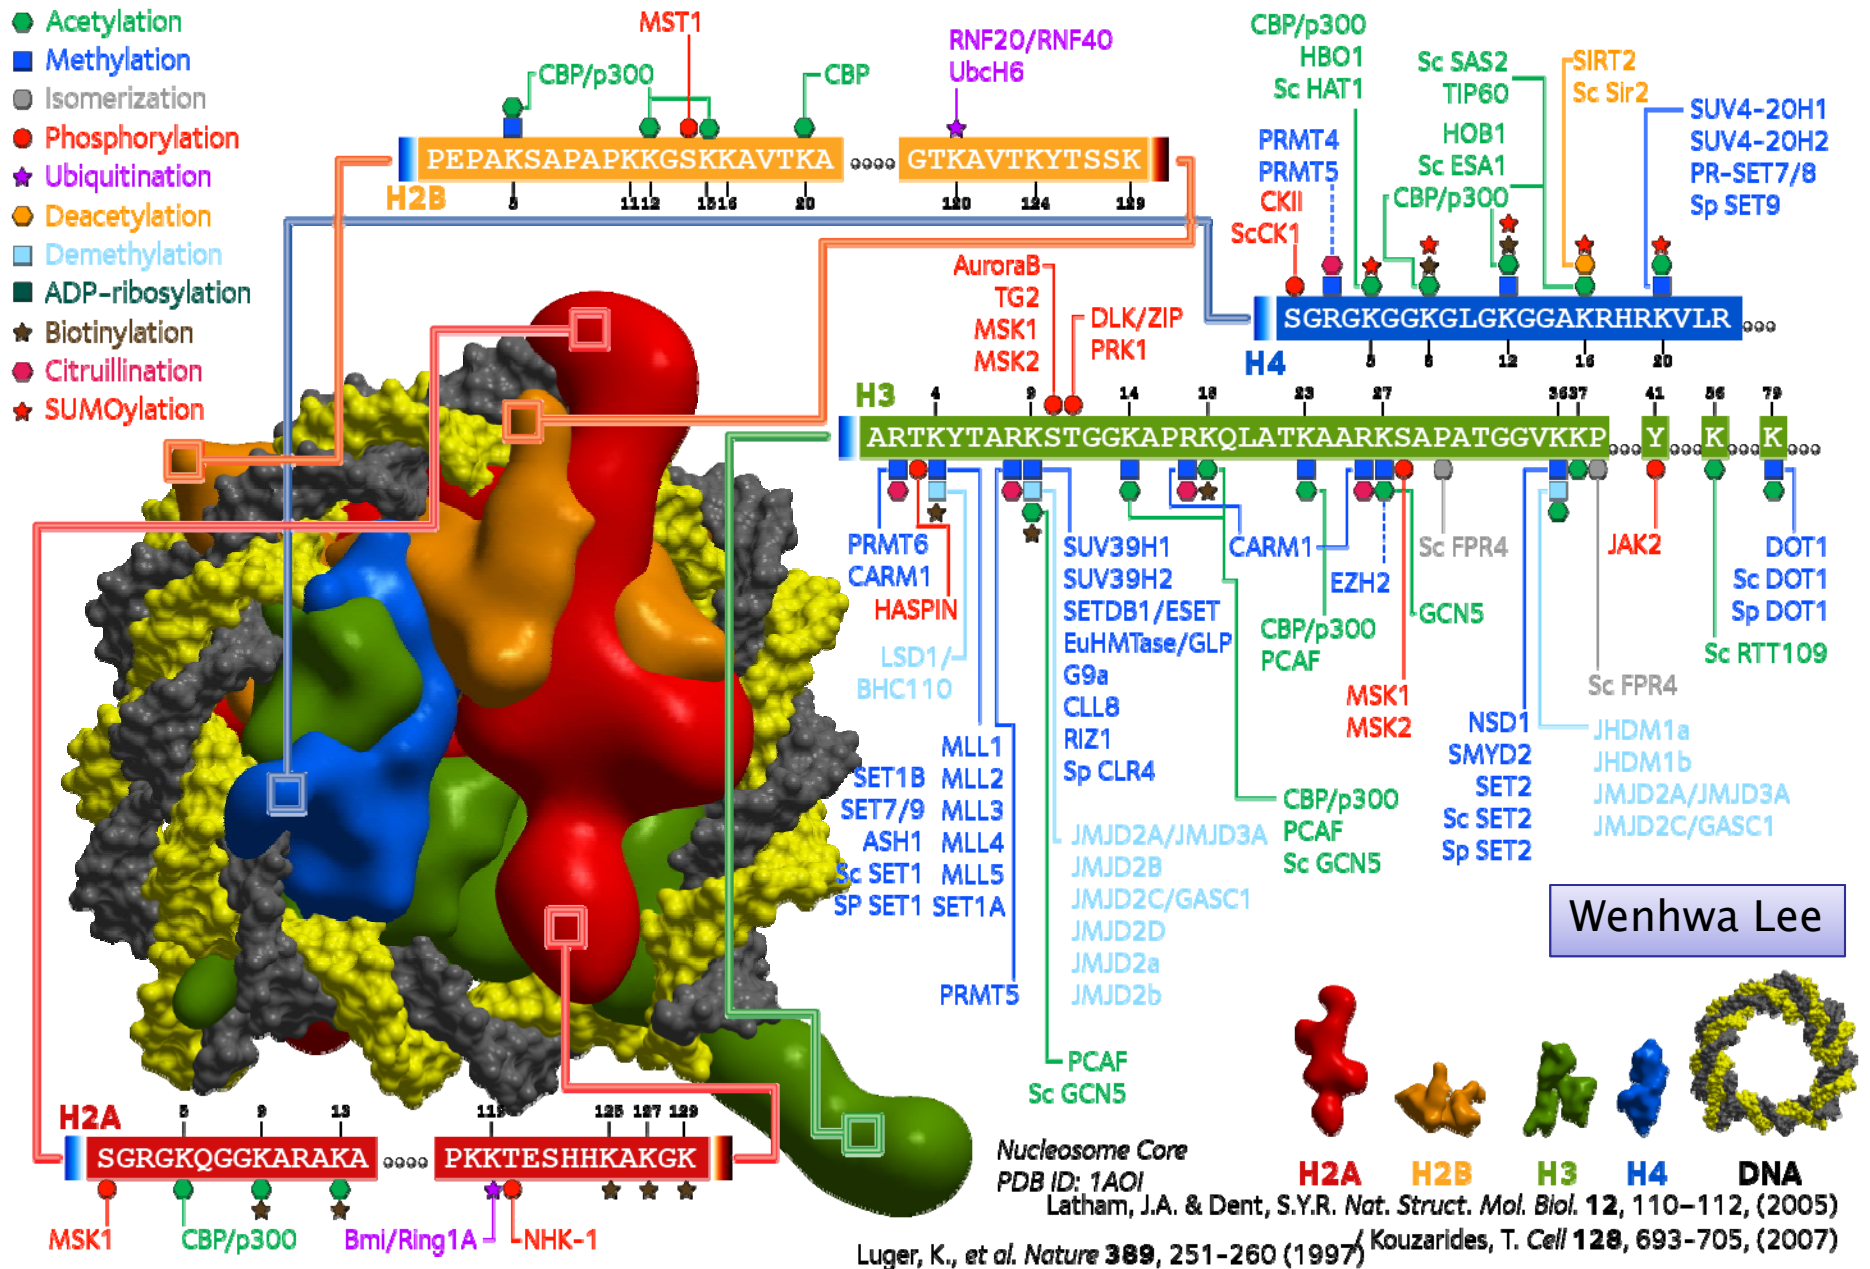 Acetylation
Methylation
Isomerization
Phosphorylation
Ubiquitination
Deacetylation
Demethylation
ADP-ribosylation
Biotinylation
Citruillination
SUMOylation
MST1
CBP/p300
CBP
RNF20/RNF40
UbcH6
PEPAKSAPAPKKGSKKAVTKA
GTKAVTKYTSSK
H2B
5 11 12 15 16 20 120 124 129
CBP/p300
HBO1
Sc HAT1
PRMT4
PRMT5
CKII
ScCK1
Sc SAS2
TIP60
HOB1
Sc ESA1
CBP/p300
SIRT2
Sc Sir2
SUV4-20H1
SUV4-20H2
PR-SET7/8
Sp SET9
SGRGKGGKGLGKGGAKRHRKVLR
H4
5 8 12 16 20
AuroraB
TG2
MSK1
MSK2
DLK/ZIP
PRK1
H3
4 9 14 18 23 27 36 37 41 56 79
ARTKYTARKSTGGKAPRKQLATKAARKSAPATGGVKKP
Y
K
K
PRMT6
CARM1
HASPIN
LSD1/
BHC110
MLL1
SET1B MLL2
SET7/9 MLL3
ASH1 MLL4
Sc SET1 MLL5
SP SET1 SET1A
PRMT5
SUV39H1
SUV39H2
SETDB1/ESET
EuHMTase/GLP
G9a
CLL8
RIZ1
Sp CLR4
JMJD2A/JMJD3A
JMJD2B
JMJD2C/GASC1
JMJD2D
JMJD2a
JMJD2b
PCAF
Sc GCN5
CARM1
CBP/p300
PCAF
EZH2
GCN5
Sc FPR4
MSK1
MSK2
CBP/p300
PCAF
Sc GCN5
NSD1
SMYD2
SET2
Sc SET2
Sp SET2
JAK2
Sc FPR4
JHDM1a
JHDM1b
JMJD2A/JMJD3A
JMJD2C/GASC1
DOT1
Sc DOT1
Sp DOT1
Sc RTT109
Wenhwa Lee
H2A
5 9 13 119 125 127 129
SGRGKQGGKARAKA
PKKTESHHKAKGK
MSK1
CBP/p300
Bmi/Ring1A
NHK-1
Nucleosome Core
PDB ID: 1AOI
H2A
H2B
H3
H4
DNA
Latham, J.A. & Dent, S.Y.R. Nat. Struct. Mol. Biol. 12, 110-112, (2005)
/ Kouzarides, T. Cell 128, 693-705, (2007)
Luger, K., et al. Nature 389, 251-260 (1997)